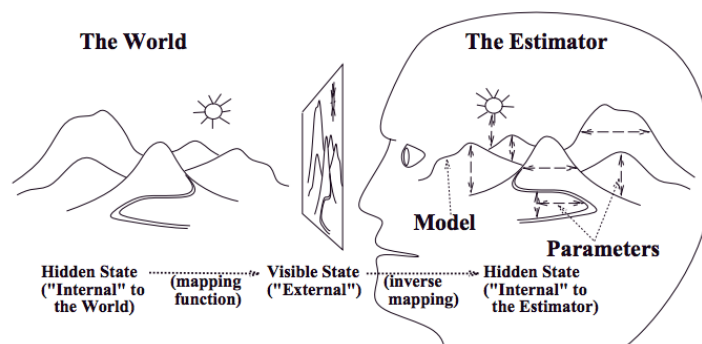 The World
The Estimator
Model
Parameters
Hidden State
("Internal" to
the World)
(mapping
function)
Visible State
("External")
(inverse
mapping)
Hidden State
("Internal" to
the Estimator)